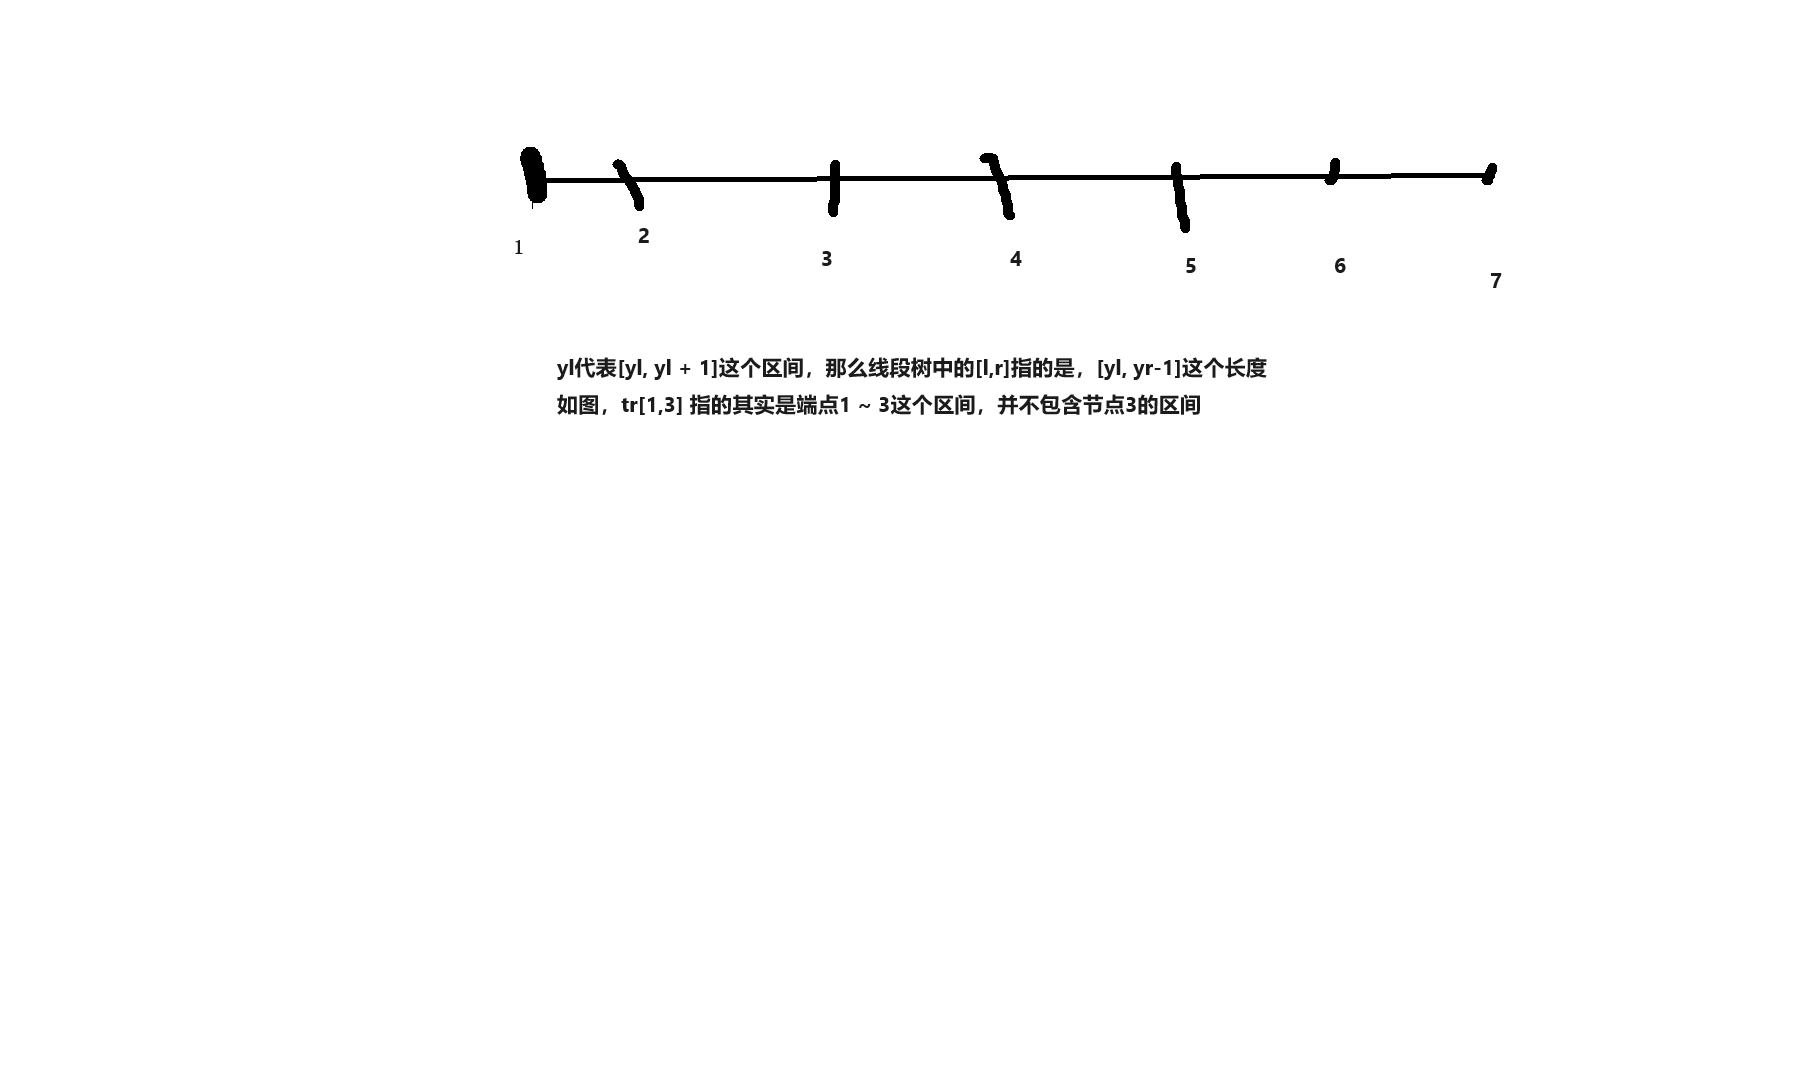 1 2 3 4 5 6 7
yl代表[yl, yl + 1]这个区间，那么线段树中的[l,r]指的是，[yl, yr-1]这个长度
如图，tr[1,3] 指的其实是端点1 ~ 3这个区间，并不包含节点3的区间